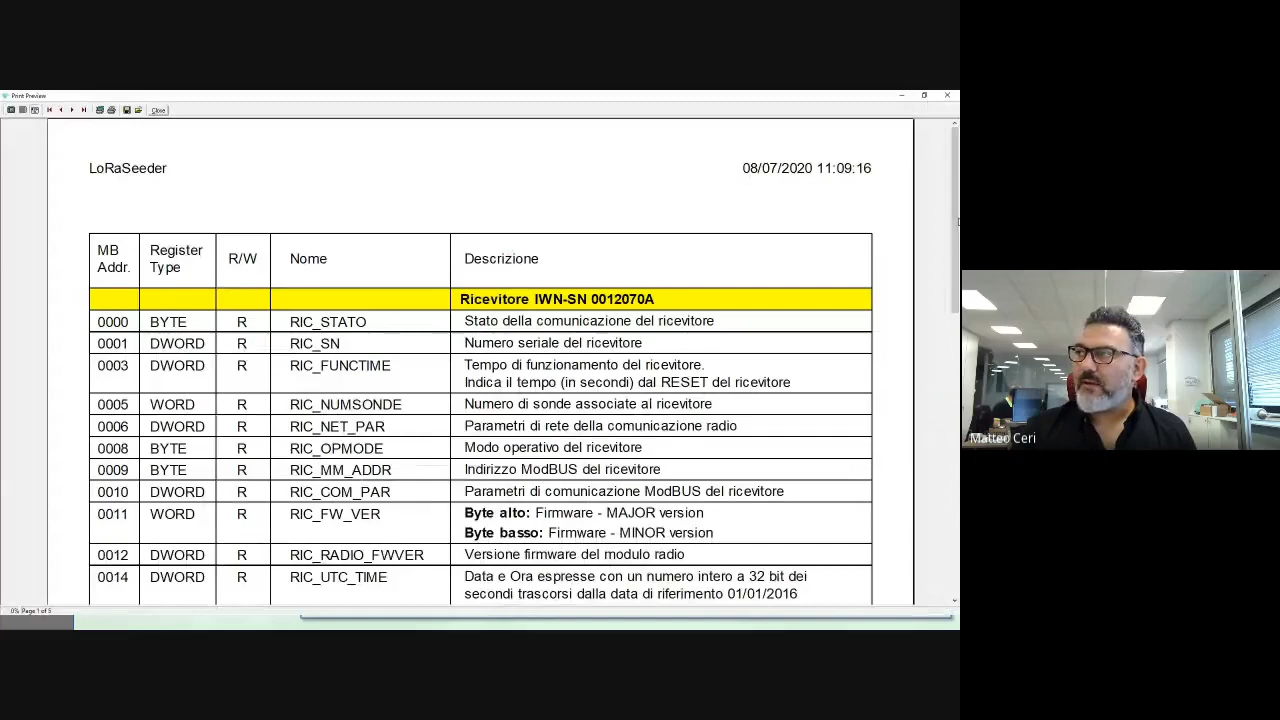 Print Preview
Close
LoRaSeeder 08/07/2020 11:09:16
MB Addr. Register Type R/W Nome Descrizione
Ricevitore IWN-SN 0012070A
0000 BYTE R RIC_STATO Stato della comunicazione del ricevitore
0001 DWORD R RIC_SN Numero seriale del ricevitore
0003 DWORD R RIC_FUNCTIME Tempo di funzionamento del ricevitore.
Indica il tempo (in secondi) dal RESET del ricevitore
0005 WORD R RIC_NUMSONDE Numero di sonde associate al ricevitore
0006 DWORD R RIC_NET_PAR Parametri di rete della comunicazione radio
0008 BYTE R RIC_OPMODE Modo operativo del ricevitore
0009 BYTE R RIC_MM_ADDR Indirizzo ModBUS del ricevitore
0010 DWORD R RIC_COM_PAR Parametri di comunicazione ModBUS del ricevitore
0011 WORD R RIC_FW_VER Byte alto: Firmware - MAJOR version
Byte basso: Firmware - MINOR version
0012 DWORD R RIC_RADIO_FWVER Versione firmware del modulo radio
0014 DWORD R RIC_UTC_TIME Data e Ora espresse con un numero intero a 32 bit dei
secondi trascorsi dalla data di riferimento 01/01/2016
0% Page 1 of 5
Matteo Ceri